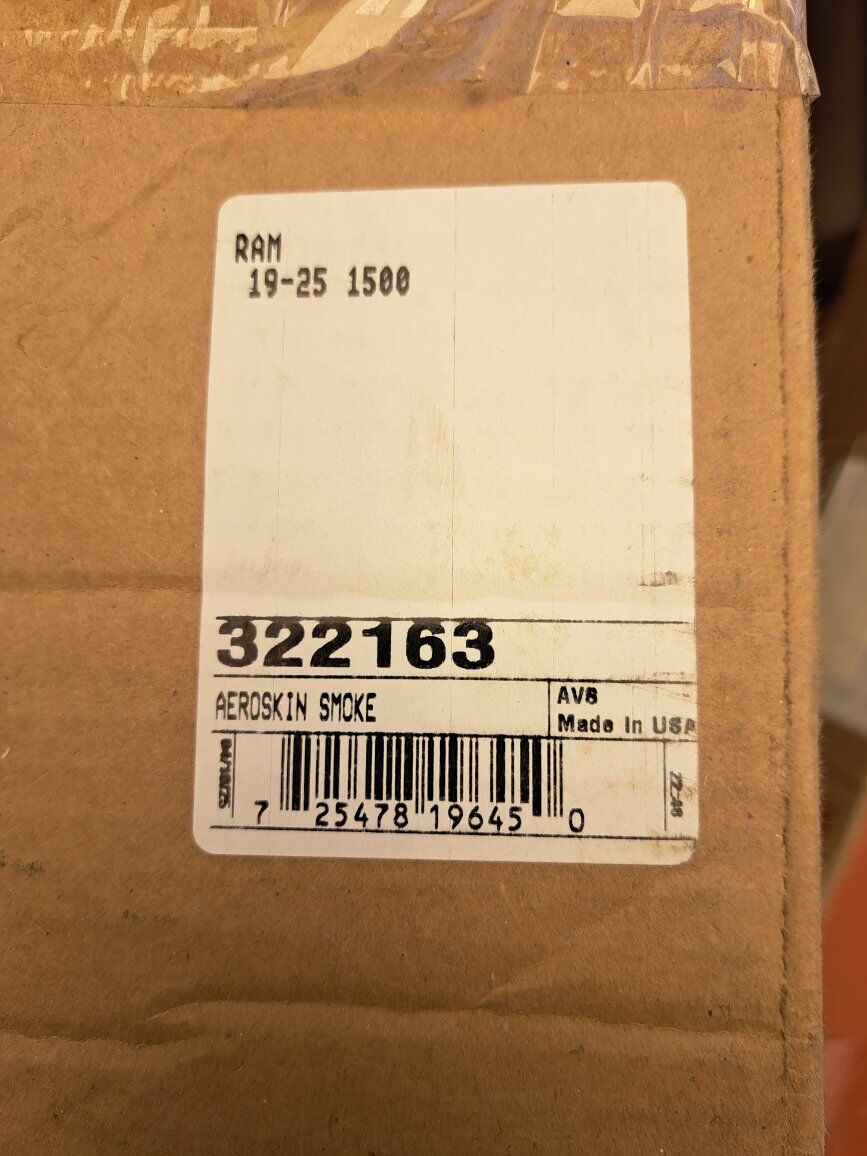 RAM
19-25 1500
322163
AEROSKIN SMOKE
AVS
Made In USA
7 25478 19645 0